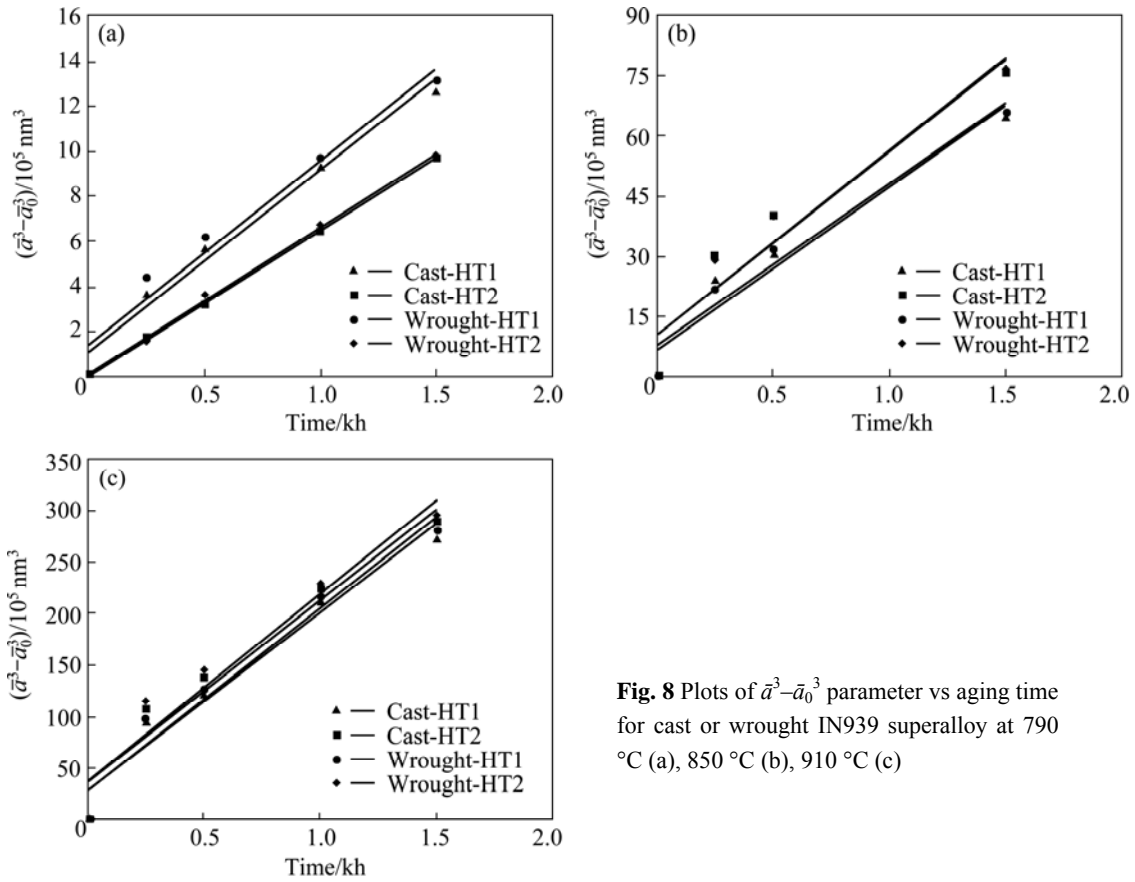 (a)
16
14
12
10
8
6
4
2
0
0.5
1.0
1.5
2.0
(ā³–ā₀³)/10⁵ nm³
Time/kh
Cast-HT1
Cast-HT2
Wrought-HT1
Wrought-HT2
(b)
90
75
60
45
30
15
0
0.5
1.0
1.5
2.0
(ā³–ā₀³)/10⁵ nm³
Time/kh
Cast-HT1
Cast-HT2
Wrought-HT1
Wrought-HT2
(c)
350
300
250
200
150
100
50
0
0.5
1.0
1.5
2.0
(ā³–ā₀³)/10⁵ nm³
Time/kh
Cast-HT1
Cast-HT2
Wrought-HT1
Wrought-HT2
Fig. 8 Plots of ā³–ā₀³ parameter vs aging time
for cast or wrought IN939 superalloy at 790
°C (a), 850 °C (b), 910 °C (c)